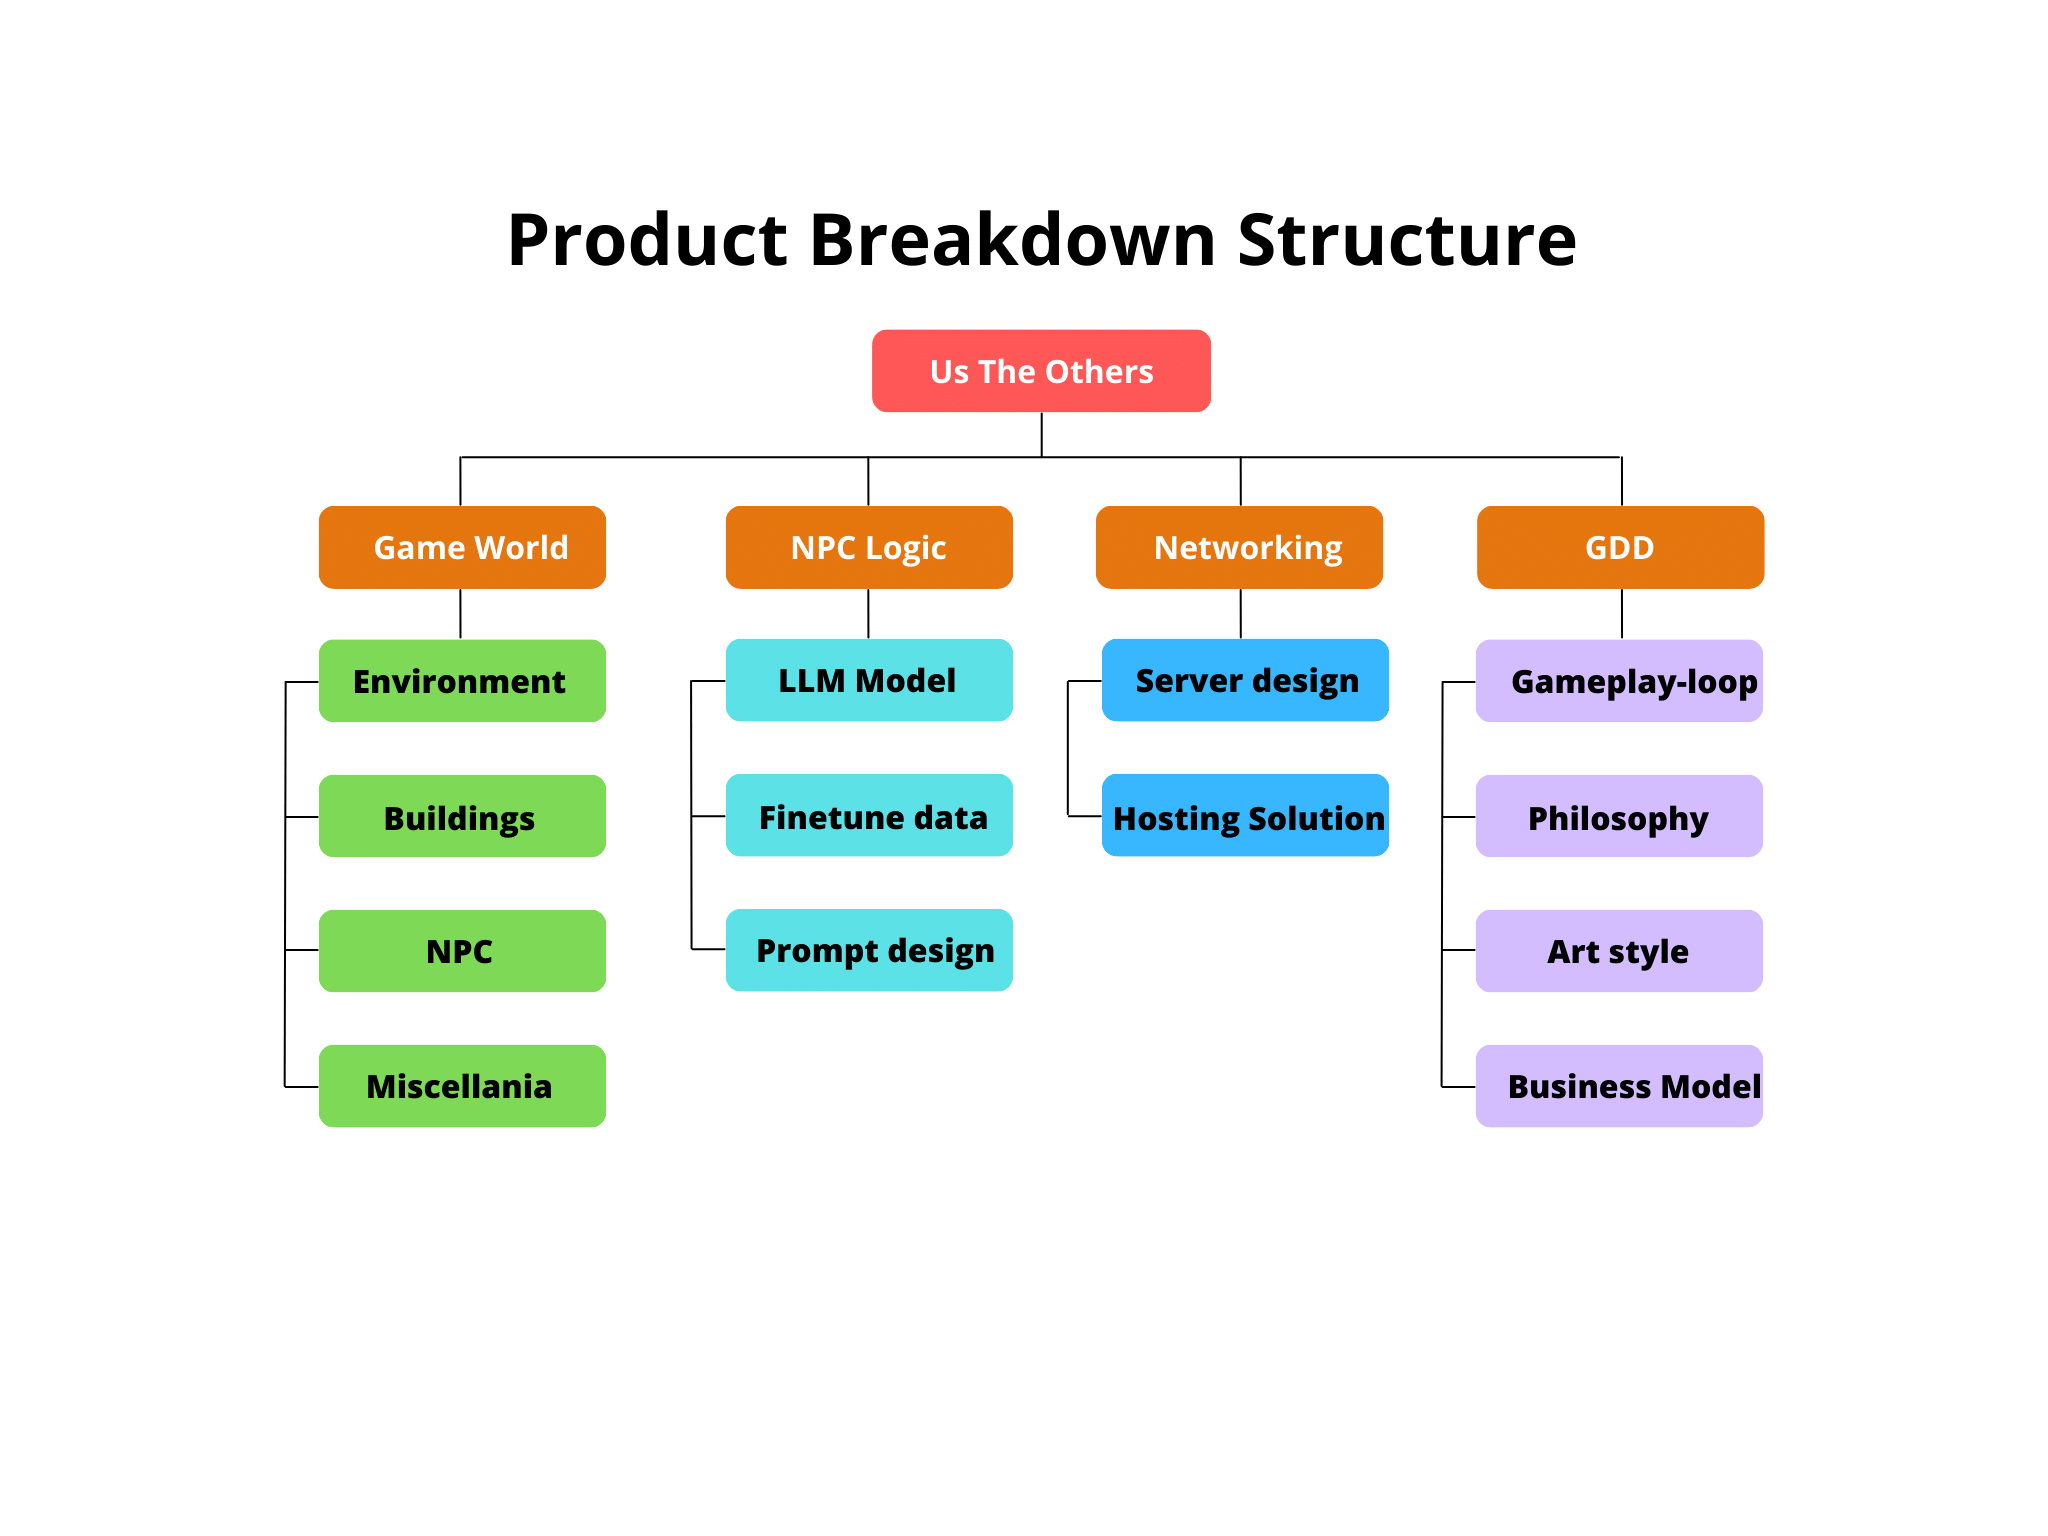 Product Breakdown Structure
Us The Others
Game World
NPC Logic
Networking
GDD
Environment
LLM Model
Server design
Gameplay-loop
Buildings
Finetune data
Hosting Solution
Philosophy
NPC
Prompt design
Art style
Miscellania
Business Model